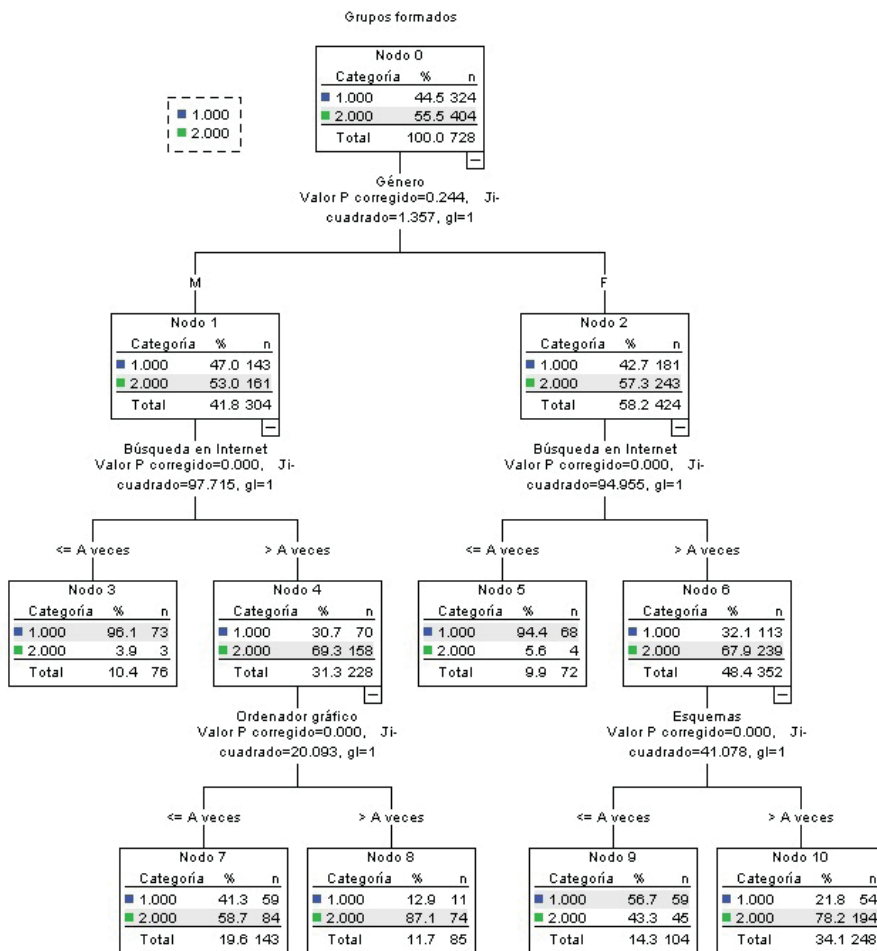 Grupos formados
Nodo 0
Categoría % n
1.000 44.5 324
2.000 55.5 404
Total 100.0 728
1.000
2.000
Género
Valor P corregido=0.244, Ji-
cuadrado=1.357, gl=1
M
F
Nodo 1
Categoría % n
1.000 47.0 143
2.000 53.0 161
Total 41.8 304
Nodo 2
Categoría % n
1.000 42.7 181
2.000 57.3 243
Total 58.2 424
Búsqueda en Internet
Valor P corregido=0.000, Ji-
cuadrado=97.715, gl=1
Búsqueda en Internet
Valor P corregido=0.000, Ji-
cuadrado=94.955, gl=1
<= A veces
> A veces
<= A veces
> A veces
Nodo 3
Categoría % n
1.000 96.1 73
2.000 3.9 3
Total 10.4 76
Nodo 4
Categoría % n
1.000 30.7 70
2.000 69.3 158
Total 31.3 228
Nodo 5
Categoría % n
1.000 94.4 68
2.000 5.6 4
Total 9.9 72
Nodo 6
Categoría % n
1.000 32.1 113
2.000 67.9 239
Total 48.4 352
Ordenador gráfico
Valor P corregido=0.000, Ji-
cuadrado=20.093, gl=1
Esquemas
Valor P corregido=0.000, Ji-
cuadrado=41.078, gl=1
<= A veces
> A veces
<= A veces
> A veces
Nodo 7
Categoría % n
1.000 41.3 59
2.000 58.7 84
Total 19.6 143
Nodo 8
Categoría % n
1.000 12.9 11
2.000 87.1 74
Total 11.7 85
Nodo 9
Categoría % n
1.000 56.7 59
2.000 43.3 45
Total 14.3 104
Nodo 10
Categoría % n
1.000 21.8 54
2.000 78.2 194
Total 34.1 248